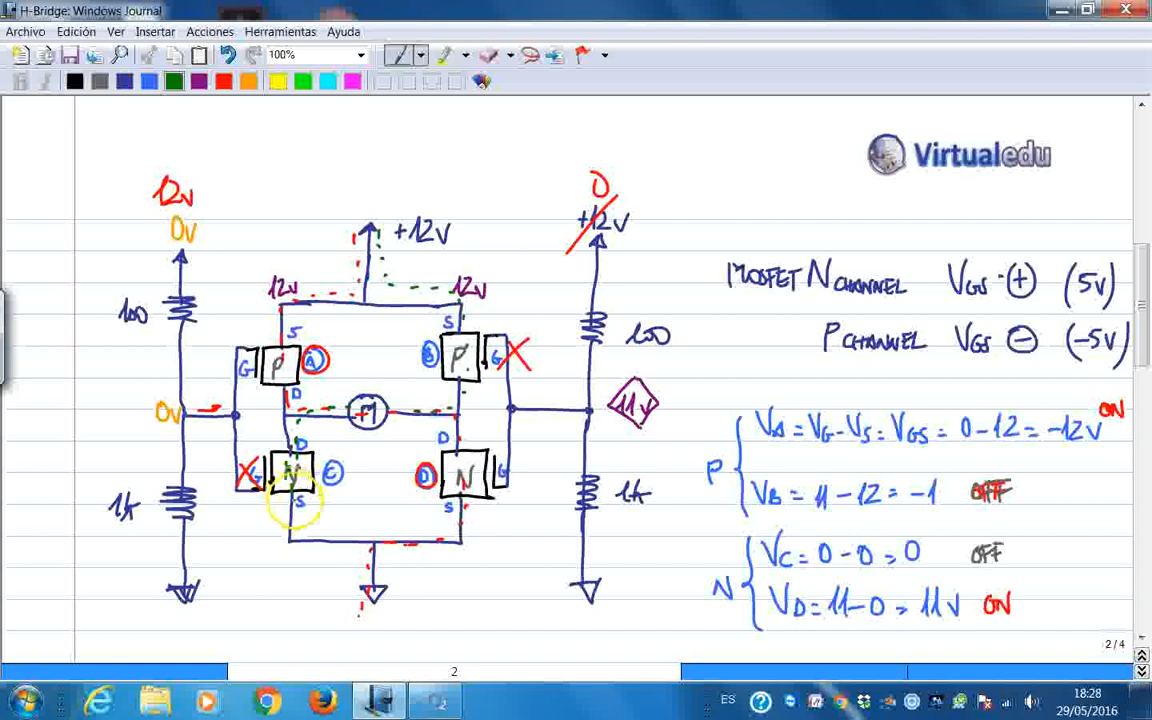 H-Bridge: Windows Journal
Archivo Edición Ver Insertar Acciones Herramientas Ayuda
100%
Virtualedu
12v
0v
+12v
0
+12v
12v
12v
100
S
S
100
MOSFET N CHANNEL VGS (+) (5v)
P CHANNEL VGS (-) (-5v)
G P A
B P G
D
0v
M
11v
D
D
G N C
D N G
S
S
1k
1k
P
VA = VG - VS = VGS = 0-12 = -12v ON
VB = 11-12 = -1 OFF
N
VC = 0-0 = 0 OFF
VD = 11-0 = 11v ON
2/4
2
ES
18:28
29/05/2016